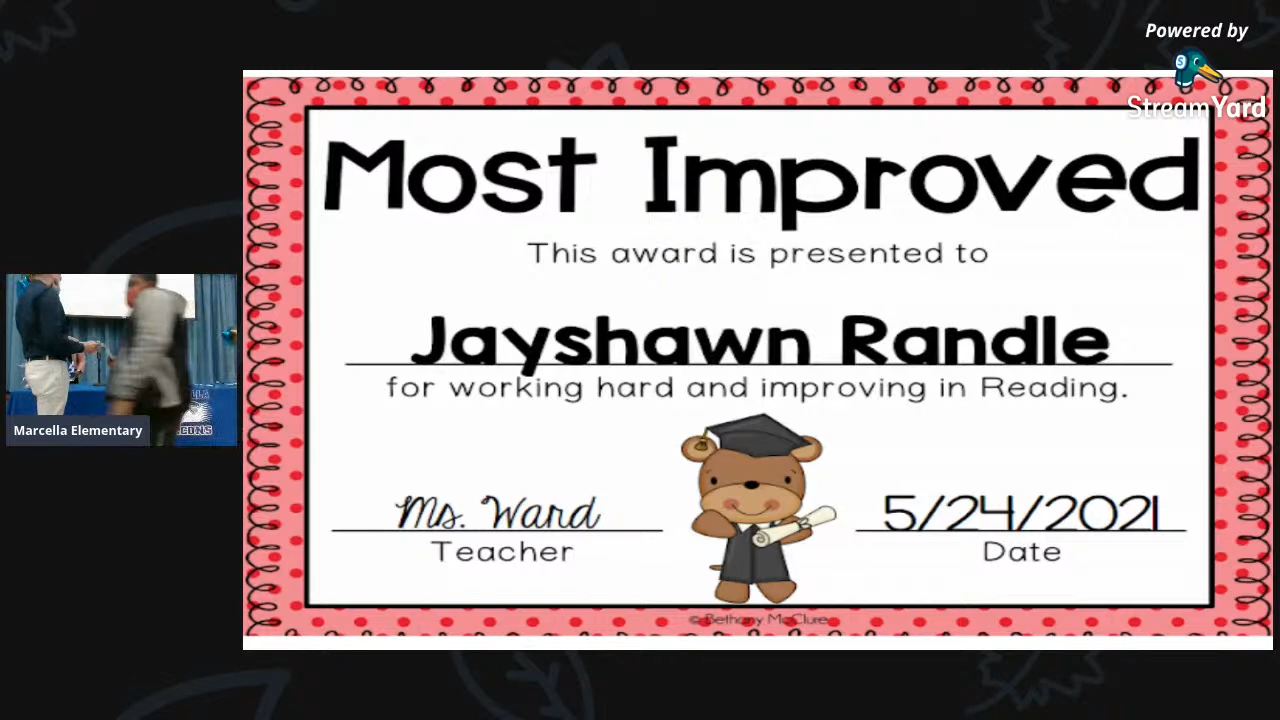 Powered by
StreamYard
Most Improved
This award is presented to
Jayshawn Randle
for working hard and improving in Reading.
Ms. Ward
Teacher
5/24/2021
Date
© Bethany McClure
Marcella Elementary